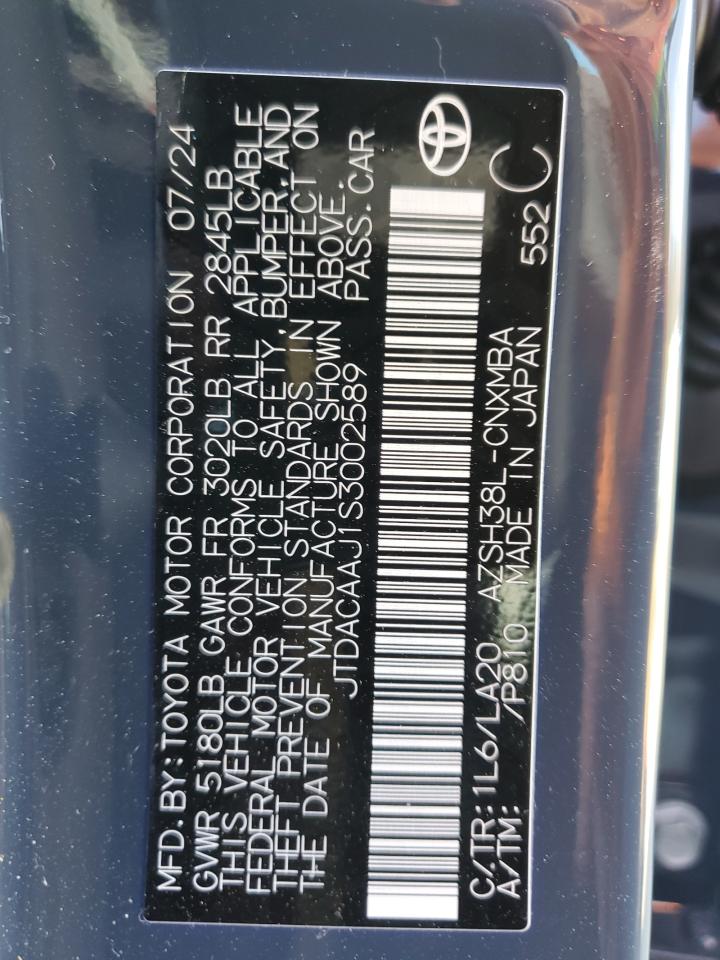 MFD.BY:TOYOTA MOTOR CORPORATION 07/24
GVWR 5180LB GAWR FR 3020LB RR 2845LB
THIS VEHICLE CONFORMS TO ALL APPLICABLE
FEDERAL MOTOR VEHICLE SAFETY,BUMPER,AND
THEFT PREVENTION STANDARDS IN EFFECT ON
THE DATE OF MANUFACTURE SHOWN ABOVE.
JTDACAAJ1S3002589 PASS.CAR
C/TR:1L6/LA20 AZSH38L-CNXMBA
A/TM: /P810 MADE IN JAPAN 552 C